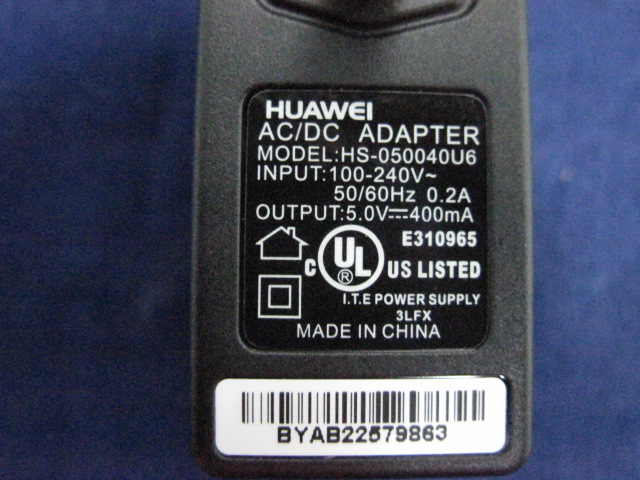 HUAWEI
AC/DC ADAPTER
MODEL:HS-050040U6
INPUT:100-240V~
50/60Hz 0.2A
OUTPUT:5.0V⎓400mA
E310965
C UL ® US LISTED
I.T.E POWER SUPPLY
3LFX
MADE IN CHINA
BYAB22579863